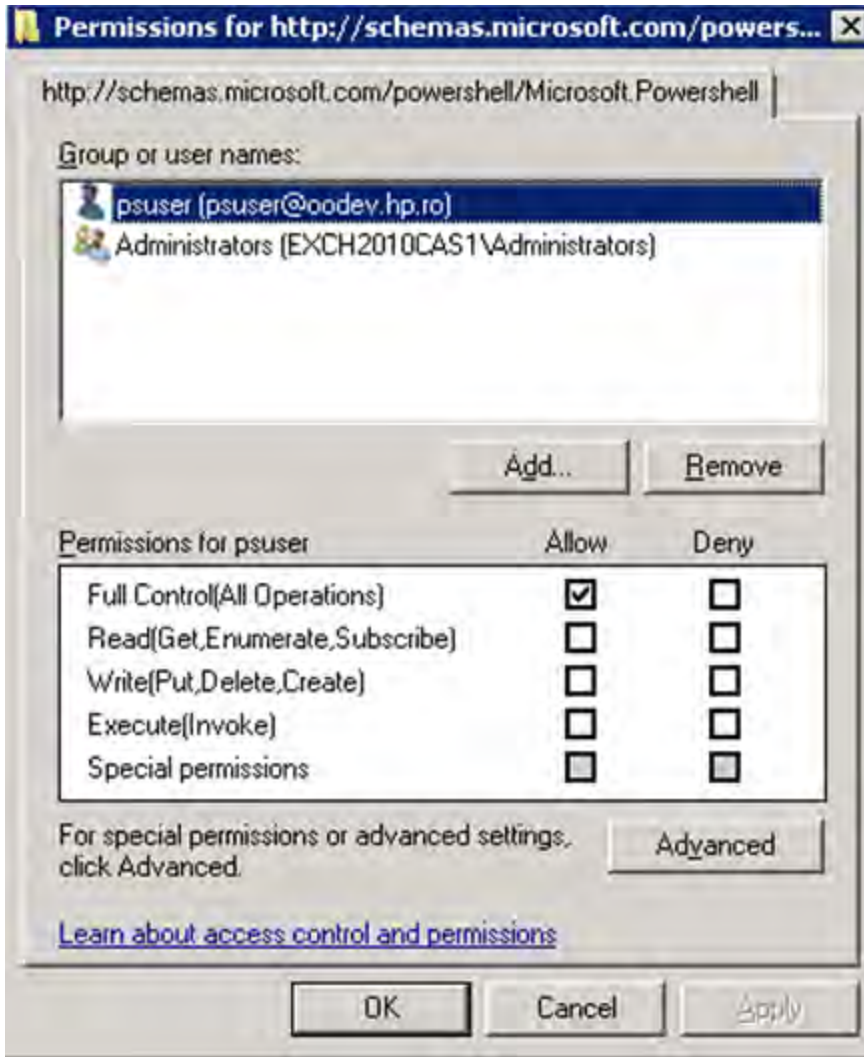 Permissions for http://schemas.microsoft.com/powers...
http://schemas.microsoft.com/powershell/Microsoft.Powershell
Group or user names:
psuser (psuser@oodev.hp.ro)
Administrators (EXCH2010CAS1\Administrators)
Add... Remove
Permissions for psuser Allow Deny
Full Control(All Operations)
Read(Get,Enumerate,Subscribe)
Write(Put,Delete,Create)
Execute(Invoke)
Special permissions
For special permissions or advanced settings, Advanced
click Advanced.
Learn about access control and permissions
OK Cancel Apply